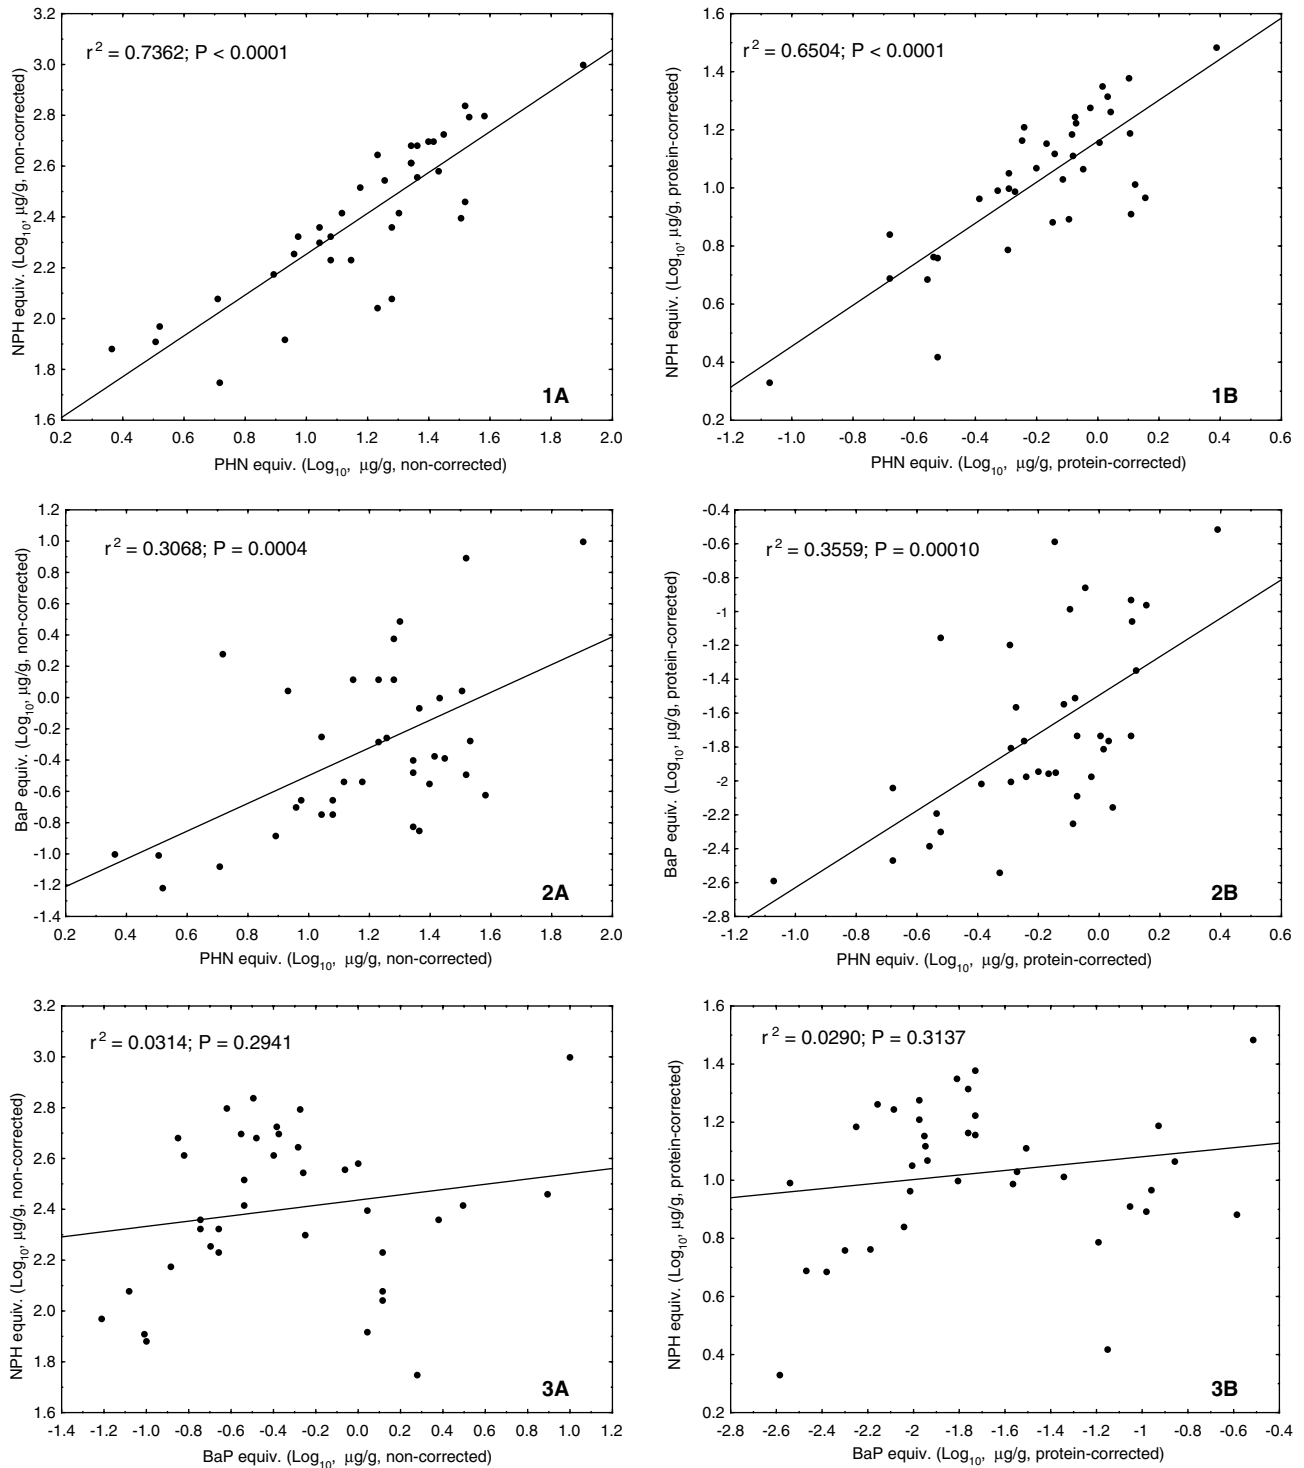 r² = 0.7362; P < 0.0001
NPH equiv. (Log₁₀, μg/g, non-corrected)
3.2
3.0
2.8
2.6
2.4
2.2
2.0
1.8
1.6
0.2 0.4 0.6 0.8 1.0 1.2 1.4 1.6 1.8 2.0
PHN equiv. (Log₁₀, μg/g, non-corrected)
1A
r² = 0.6504; P < 0.0001
NPH equiv. (Log₁₀, μg/g, protein-corrected)
1.6
1.4
1.2
1.0
0.8
0.6
0.4
0.2
-1.2 -1.0 -0.8 -0.6 -0.4 -0.2 0.0 0.2 0.4 0.6
PHN equiv. (Log₁₀, μg/g, protein-corrected)
1B
r² = 0.3068; P = 0.0004
BaP equiv. (Log₁₀, μg/g, non-corrected)
1.2
1.0
0.8
0.6
0.4
0.2
0.0
-0.2
-0.4
-0.6
-0.8
-1.0
-1.2
-1.4
0.2 0.4 0.6 0.8 1.0 1.2 1.4 1.6 1.8 2.0
PHN equiv. (Log₁₀, μg/g, non-corrected)
2A
r² = 0.3559; P = 0.00010
BaP equiv. (Log₁₀, μg/g, protein-corrected)
-0.4
-0.6
-0.8
-1
-1.2
-1.4
-1.6
-1.8
-2
-2.2
-2.4
-2.6
-2.8
-1.2 -1.0 -0.8 -0.6 -0.4 -0.2 0.0 0.2 0.4 0.6
PHN equiv. (Log₁₀, μg/g, protein-corrected)
2B
r² = 0.0314; P = 0.2941
NPH equiv. (Log₁₀, μg/g, non-corrected)
3.2
3.0
2.8
2.6
2.4
2.2
2.0
1.8
1.6
-1.4 -1.2 -1.0 -0.8 -0.6 -0.4 -0.2 0.0 0.2 0.4 0.6 0.8 1.0 1.2
BaP equiv. (Log₁₀, μg/g, non-corrected)
3A
r² = 0.0290; P = 0.3137
NPH equiv. (Log₁₀, μg/g, protein-corrected)
1.6
1.4
1.2
1.0
0.8
0.6
0.4
0.2
-2.8 -2.6 -2.4 -2.2 -2 -1.8 -1.6 -1.4 -1.2 -1 -0.8 -0.6 -0.4
BaP equiv. (Log₁₀, μg/g, protein-corrected)
3B